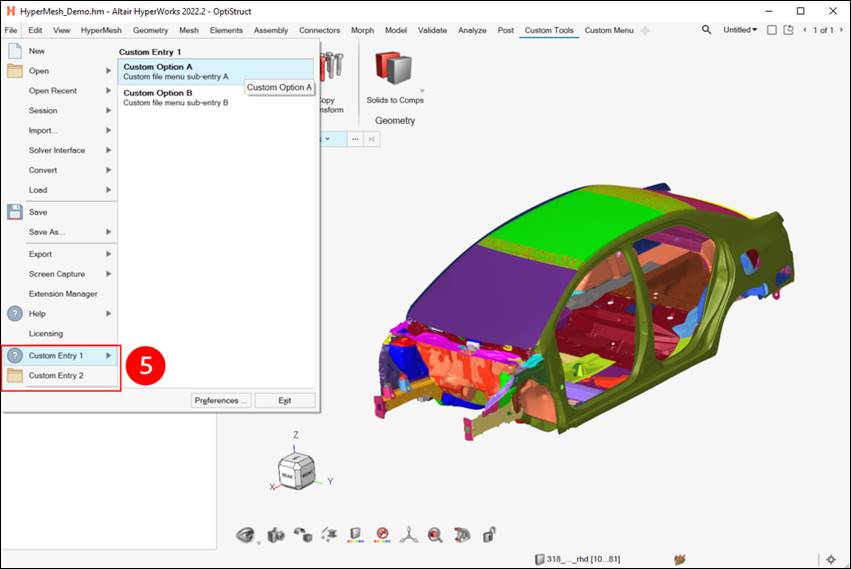 HyperMesh_Demo.hm - Altair HyperWorks 2022.2 - OptiStruct
File Edit View HyperMesh Geometry Elements Assembly Connectors Morph Model Validate Analyze Post Custom Tools Custom Menu Untitled 1 of 1
New
Open
Open Recent
Session
Import...
Solver Interface
Convert
Load
Save
Save As...
Export
Screen Capture
Extension Manager
Help
Licensing
Custom Entry 1
Custom Entry 2
5
Custom Entry 1
Custom Option A
Custom file menu sub-entry A
Custom Option A
Custom Option B
Custom file menu sub-entry B
Preferences ... Exit
opy
nsform
Solids to Comps
Geometry
Z
Y
X
REAR
318_..._rhd [10...81]